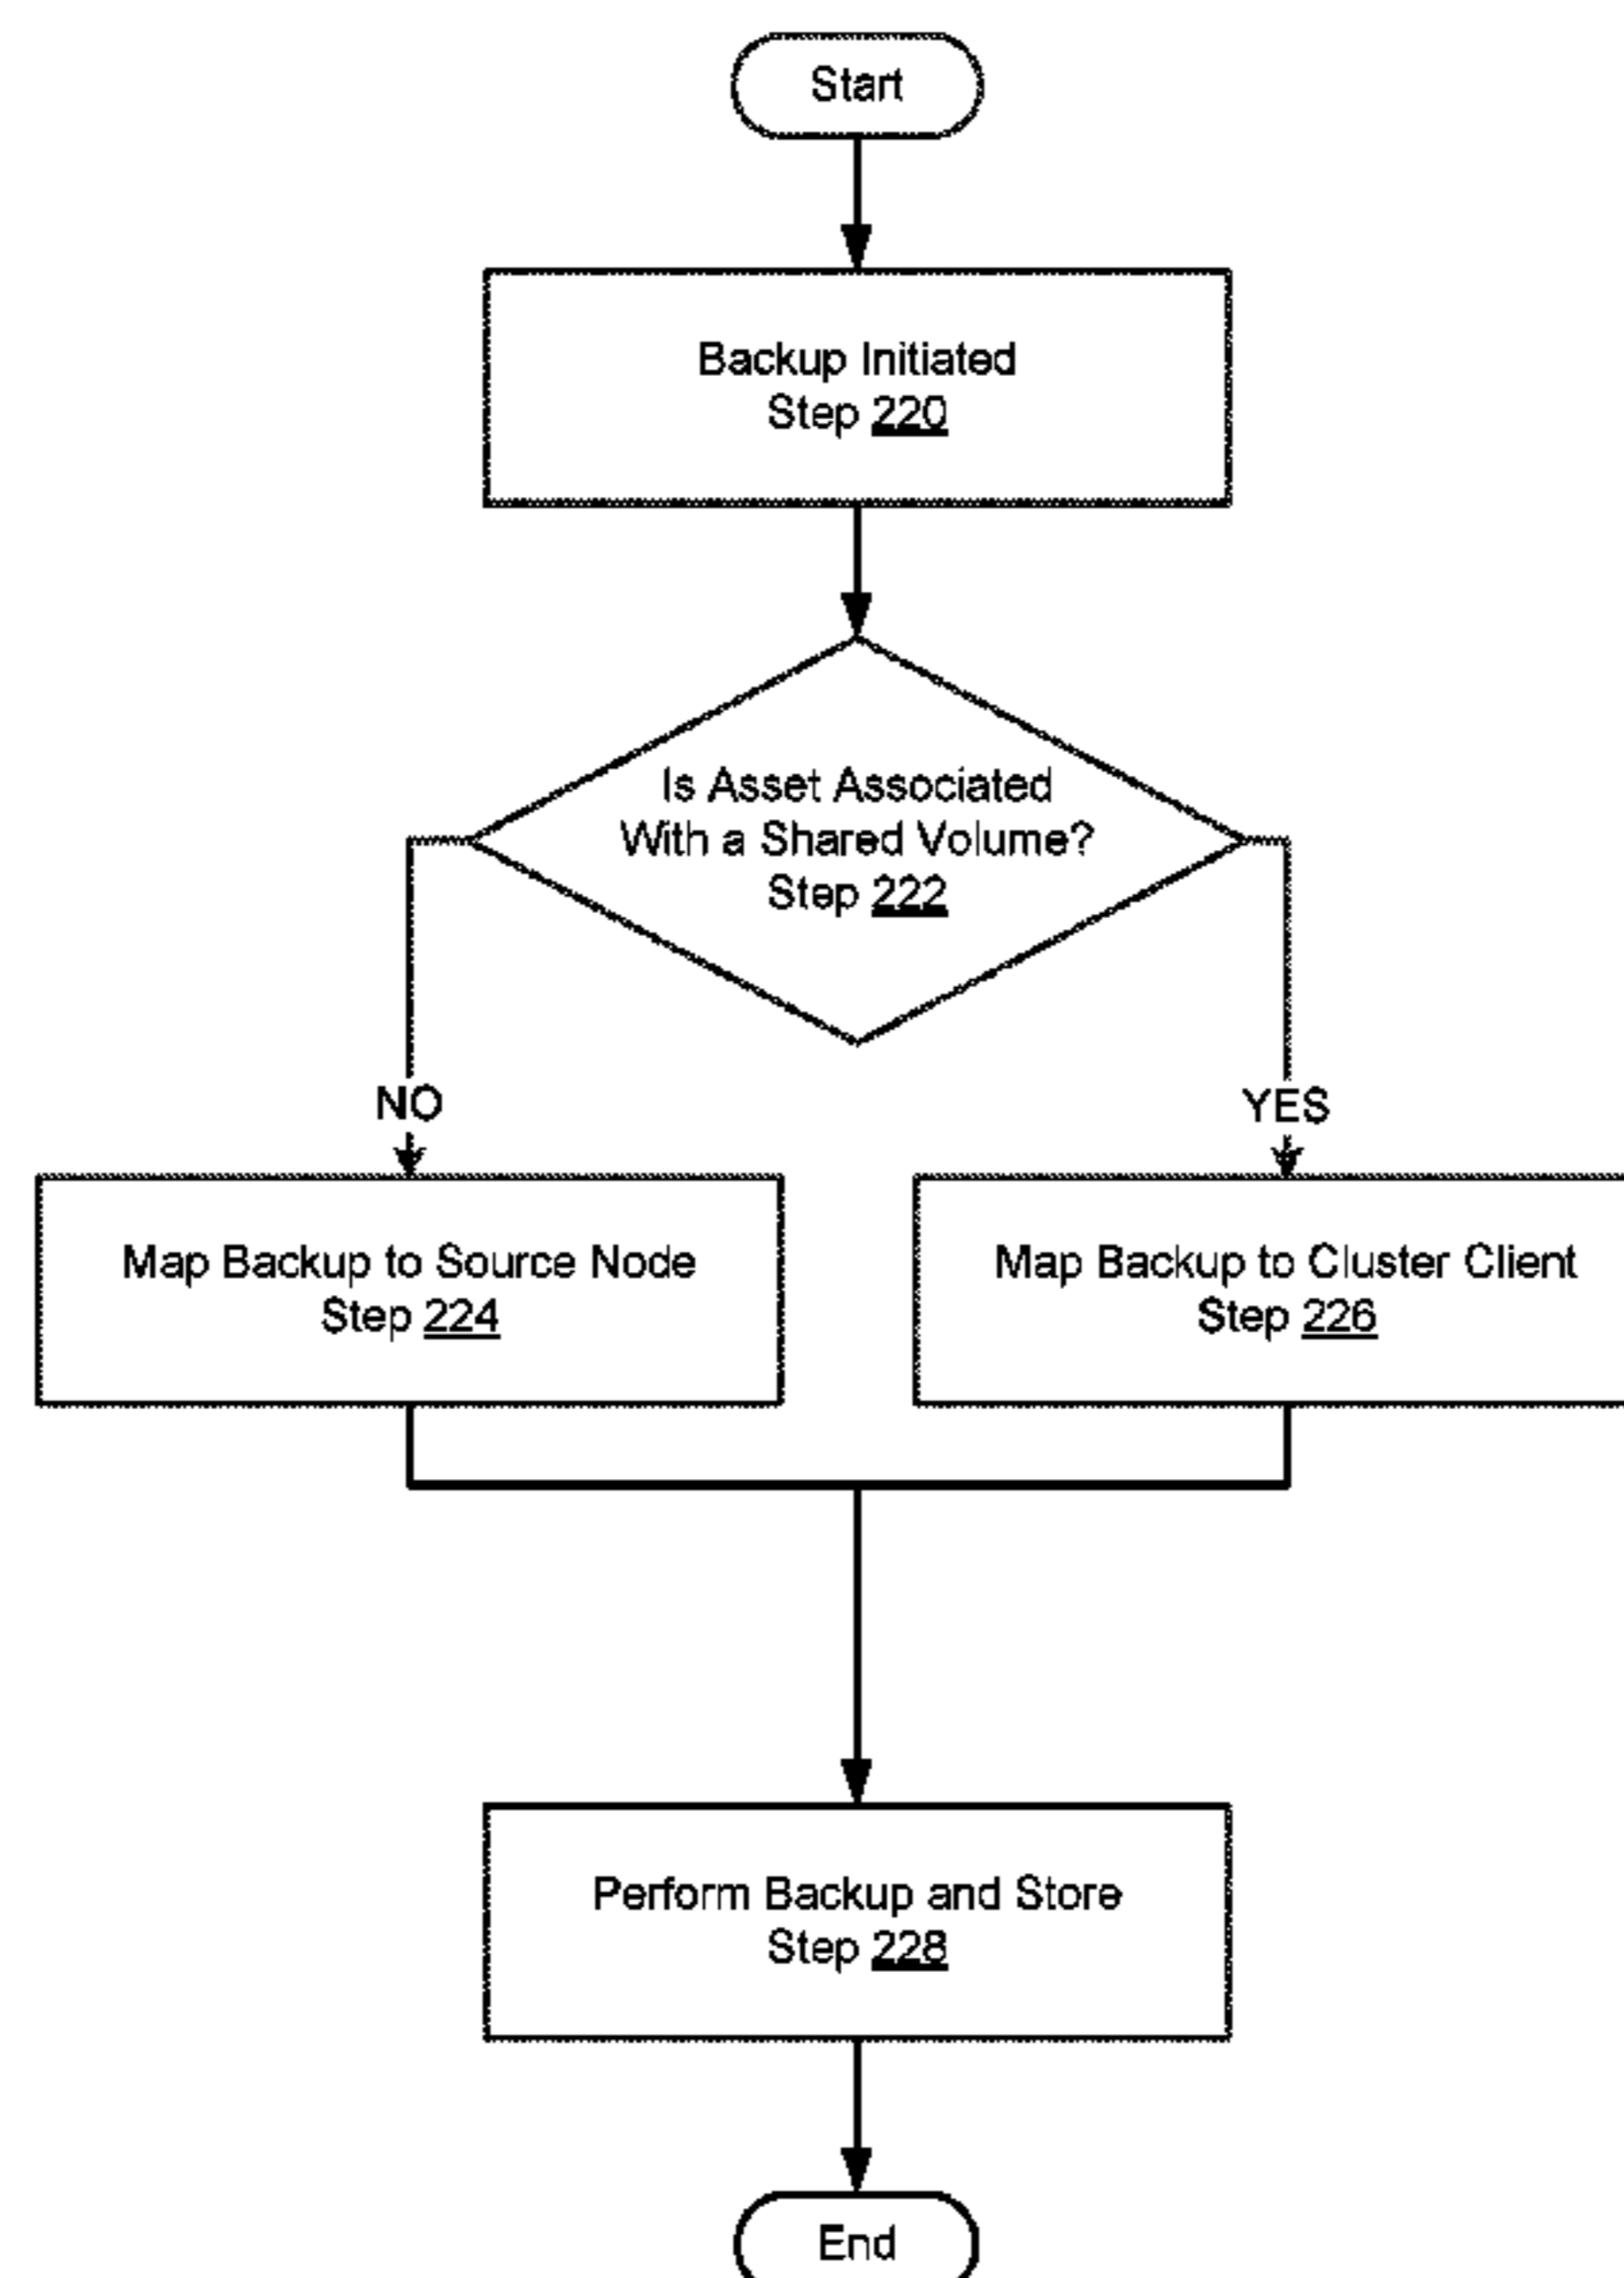 Start
Backup Initiated
Step 220
Is Asset Associated
With a Shared Volume?
Step 222
NO
YES
Map Backup to Source Node
Step 224
Map Backup to Cluster Client
Step 226
Perform Backup and Store
Step 228
End